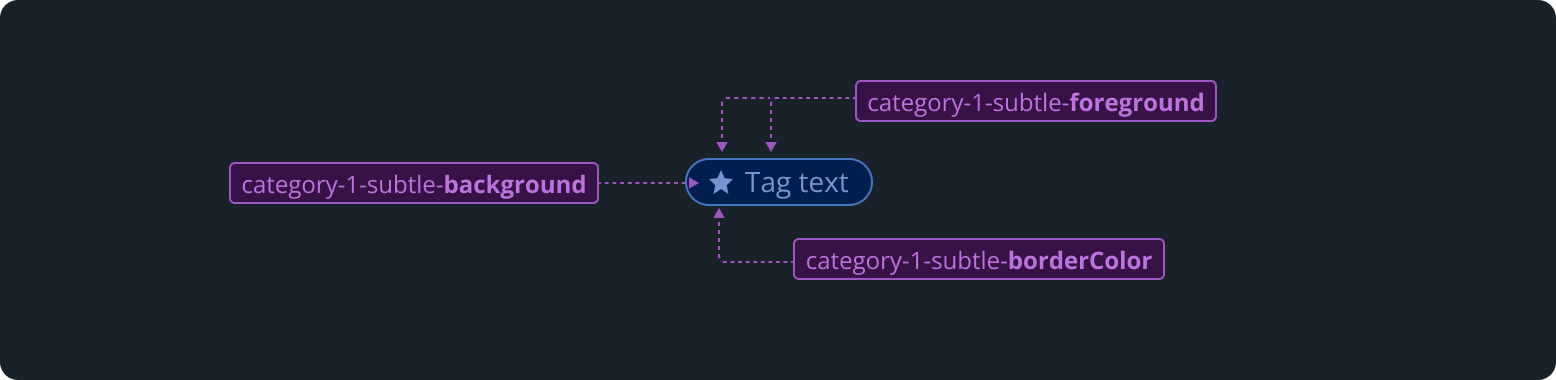 category-1-subtle-foreground
category-1-subtle-background
Tag text
category-1-subtle-borderColor